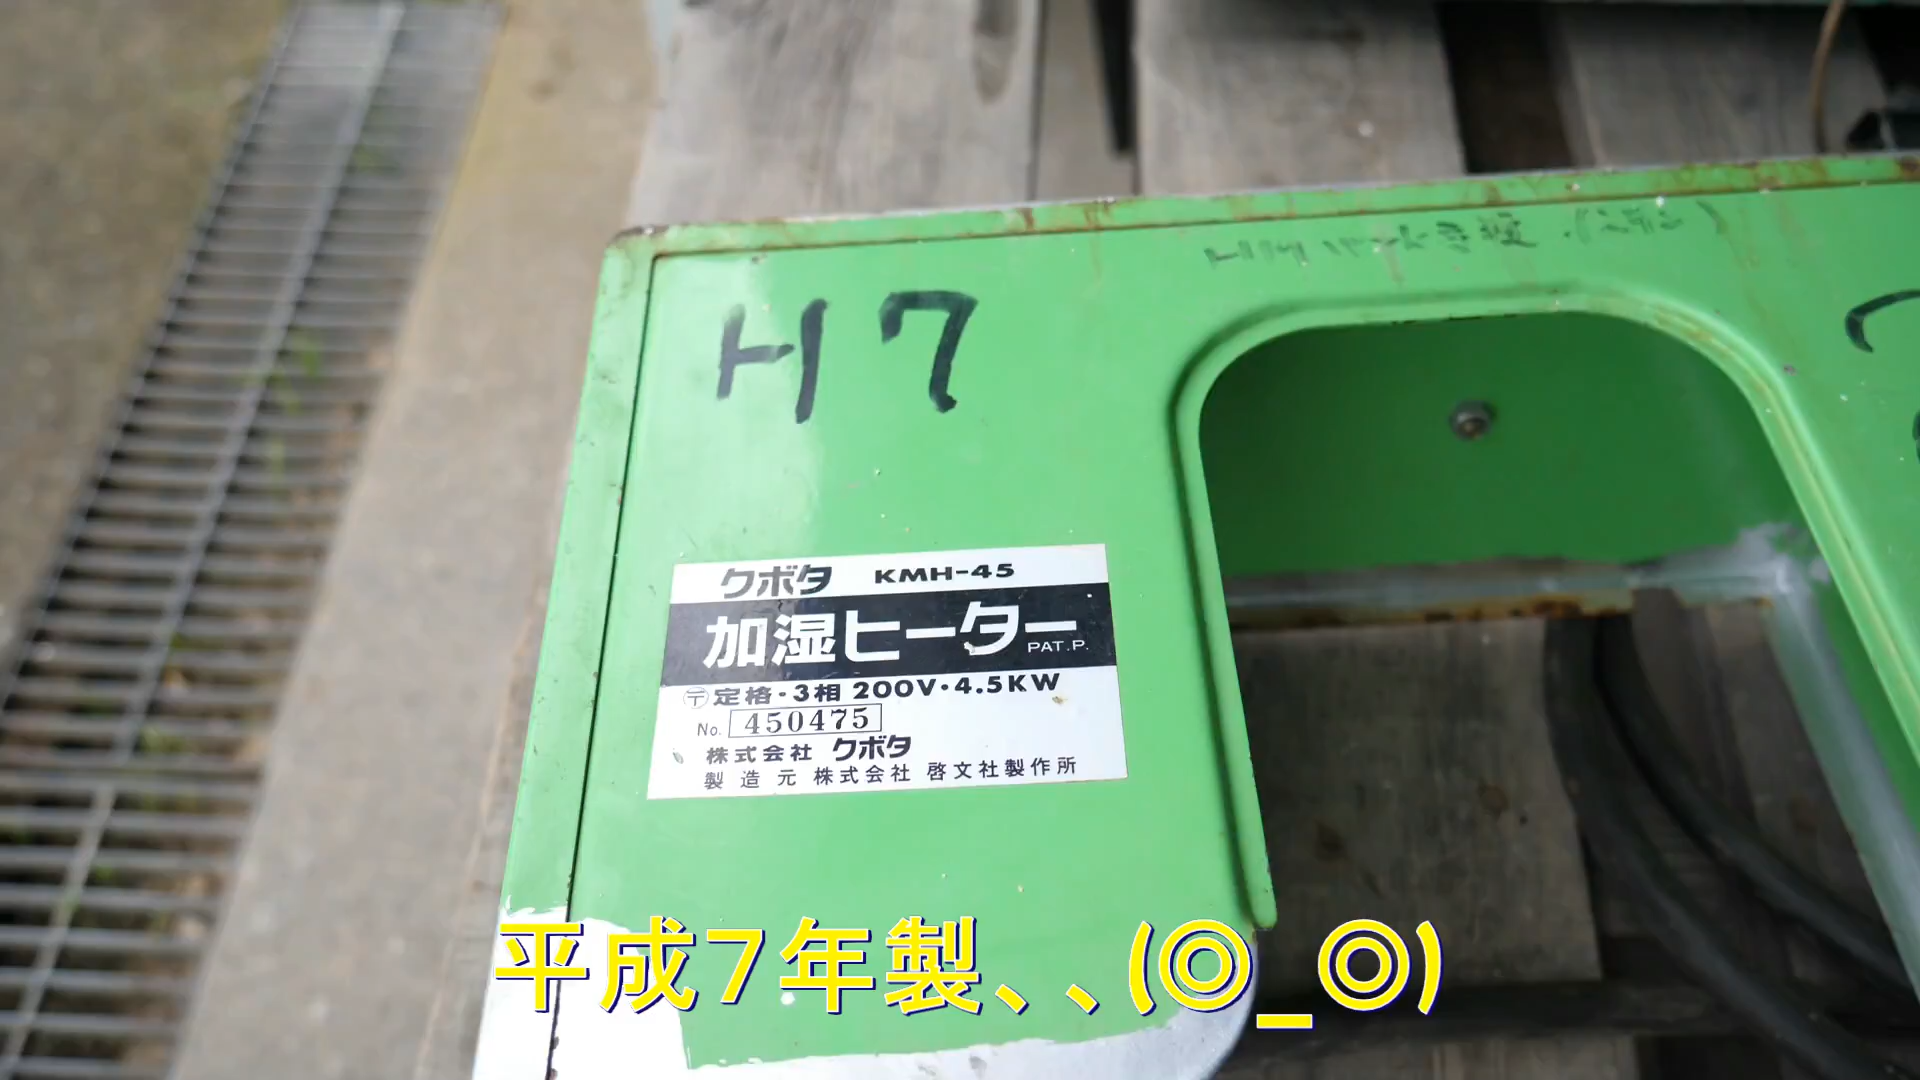 H7
クボタ KMH-45
加湿ヒーター PAT.P.
〶定格・3相 200V・4.5KW
No. 450475
株式会社 クボタ
製造元 株式会社 啓文社製作所
平成7年製、、(◎_◎)